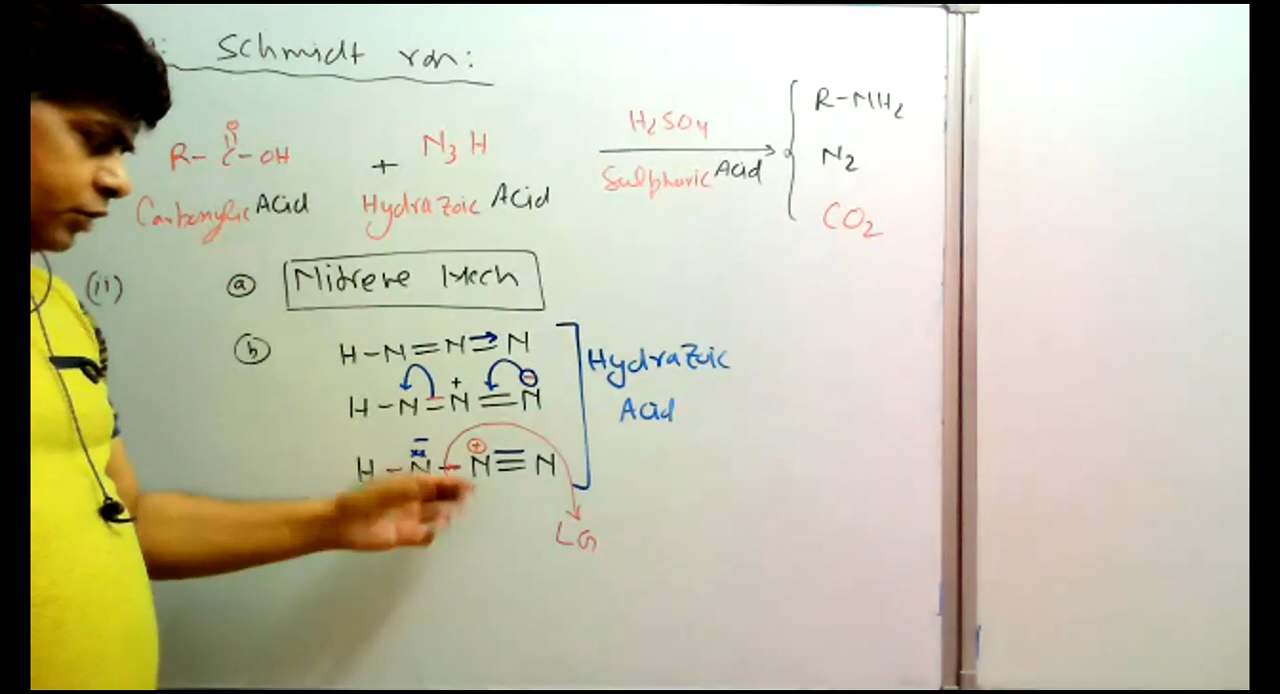 Schmidt rxn:
O
R-C-OH + N3H H2SO4 R-NH2
Carboxylic Acid Hydrazoic Acid Sulphuric Acid N2
CO2
(ii) a Nitrene Mech
b H-N=N→N Hydrazoic
H-N=N=N Acid
+ -
H-N-N≡N
- +
LG